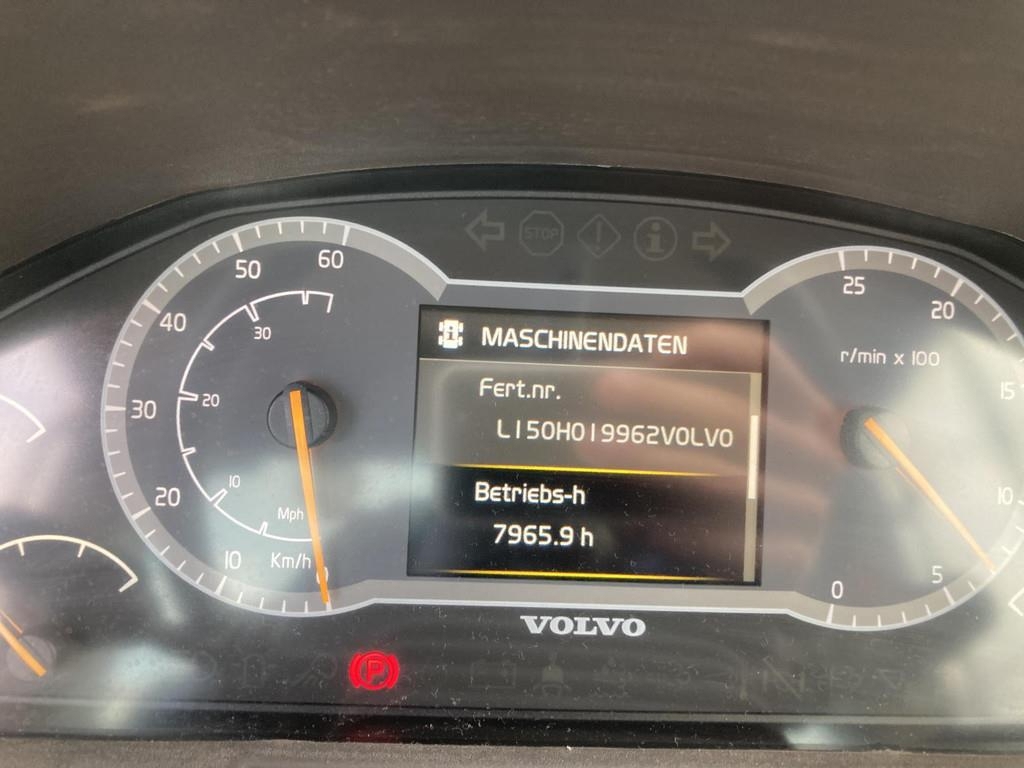 STOP
50
60
40
30
30
20
20
10
Mph
10
Km/h
0
MASCHINENDATEN
Fert.nr.
L150H019962VOLVO
Betriebs-h
7965.9 h
25
20
r/min x 100
15
10
5
0
VOLVO
P